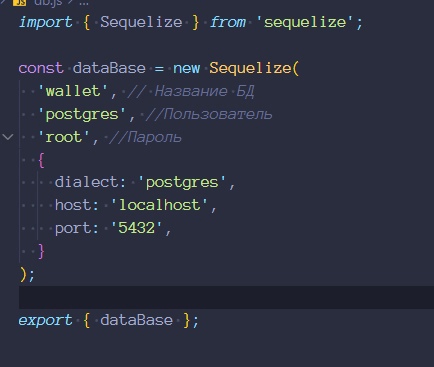 db.js > ...
import { Sequelize } from 'sequelize';
const dataBase = new Sequelize(
'wallet', // Название БД
'postgres', //Пользователь
'root', //Пароль
{
dialect: 'postgres',
host: 'localhost',
port: '5432',
}
);
export { dataBase };